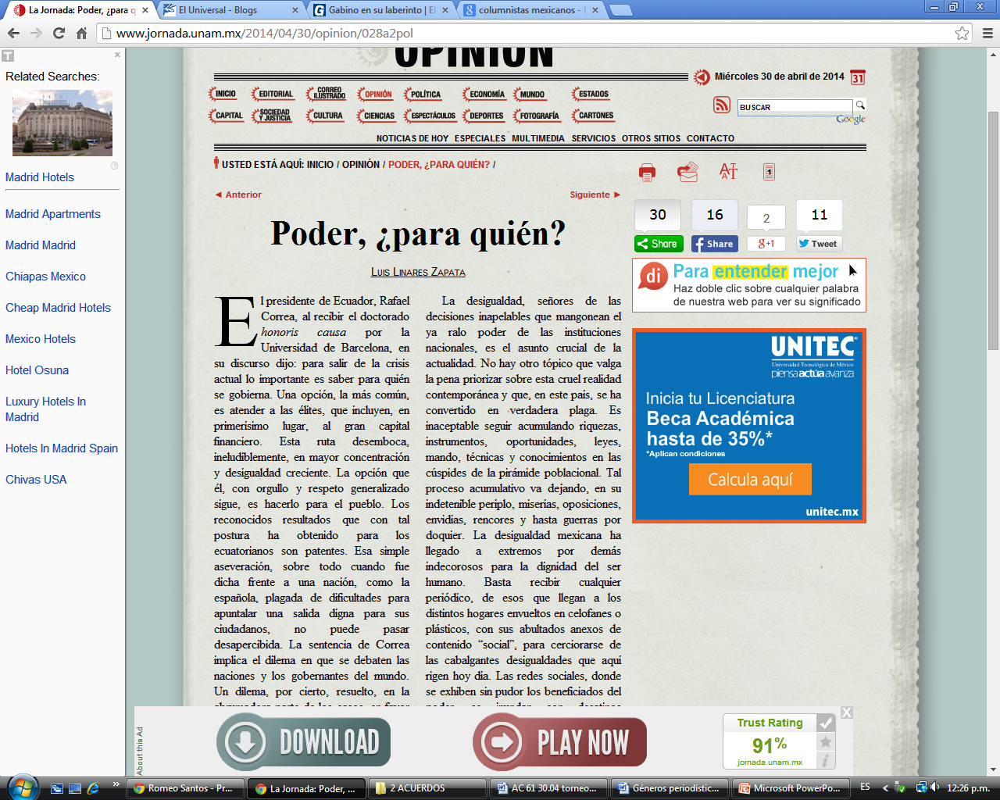 La Jornada: Poder, ¿para q
El Universal - Blogs
Gabino en su laberinto | El
columnistas mexicanos -
www.jornada.unam.mx/2014/04/30/opinion/028a2pol
T
Related Searches:
Madrid Hotels
Madrid Apartments
Madrid Madrid
Chiapas Mexico
Cheap Madrid Hotels
Mexico Hotels
Hotel Osuna
Luxury Hotels In
Madrid
Hotels In Madrid Spain
Chivas USA
OPINION
Miércoles 30 de abril de 2014
31
INICIO EDITORIAL CORREO ILUSTRADO OPINIÓN POLÍTICA ECONOMÍA MUNDO ESTADOS
CAPITAL SOCIEDAD Y JUSTICIA CULTURA CIENCIAS ESPECTÁCULOS DEPORTES FOTOGRAFÍA CARTONES
BUSCAR
Google
NOTICIAS DE HOY ESPECIALES MULTIMEDIA SERVICIOS OTROS SITIOS CONTACTO
USTED ESTÁ AQUÍ: INICIO / OPINIÓN / PODER, ¿PARA QUIÉN? /
◄ Anterior
Siguiente ►
Poder, ¿para quién?
Luis Linares Zapata
El presidente de Ecuador, Rafael
Correa, al recibir el doctorado
honoris causa por la
Universidad de Barcelona, en
su discurso dijo: para salir de la crisis
actual lo importante es saber para quién
se gobierna. Una opción, la más común,
es atender a las élites, que incluyen, en
primerisimo lugar, al gran capital
financiero. Esta ruta desemboca,
ineludiblemente, en mayor concentración
y desigualdad creciente. La opción que
él, con orgullo y respeto generalizado
sigue, es hacerlo para el pueblo. Los
reconocidos resultados que con tal
postura ha obtenido para los
ecuatorianos son patentes. Esa simple
aseveración, sobre todo cuando fue
dicha frente a una nación, como la
española, plagada de dificultades para
apuntalar una salida digna para sus
ciudadanos, no puede pasar
desapercibida. La sentencia de Correa
implica el dilema en que se debaten las
naciones y los gobernantes del mundo.
Un dilema, por cierto, resuelto, en la
La desigualdad, señores de las
decisiones inapelables que mangonean el
ya ralo poder de las instituciones
nacionales, es el asunto crucial de la
actualidad. No hay otro tópico que valga
la pena priorizar sobre esta cruel realidad
contemporánea y que, en este pais, se ha
convertido en verdadera plaga. Es
inaceptable seguir acumulando riquezas,
instrumentos, oportunidades, leyes,
mando, técnicas y conocimientos en las
cúspides de la pirámide poblacional. Tal
proceso acumulativo va dejando, en su
indetenible periplo, miserias, oposiciones,
envidias, rencores y hasta guerras por
doquier. La desigualdad mexicana ha
llegado a extremos por demás
indecorosos para la dignidad del ser
humano. Basta recibir cualquier
periódico, de esos que llegan a los
distintos hogares envueltos en celofanes o
plásticos, con sus abultados anexos de
contenido “social”, para cerciorarse de
las cabalgantes desigualdades que aqui
rigen hoy dia. Las redes sociales, donde
se exhiben sin pudor los beneficiados del
A A T
1
30 16 2 11
Share
Share
g+1
Tweet
di
Para entender mejor
Haz doble clic sobre cualquier palabra
de nuestra web para ver su significado
UNITEC®
Universidad Tecnológica de México
piensa actúa avanza
Inicia tu Licenciatura
Beca Académica
hasta de 35%*
*Aplican condiciones
Calcula aquí
unitec.mx
About this Ad
DOWNLOAD
PLAY NOW
Trust Rating
91%
jornada.unam.mx
Romeo Santos - Pr...
La Jornada: Poder, ...
2 ACUERDOS
AC 61 30.04 torneo...
Géneros periodístic...
Microsoft PowerPo...
ES
12:26 p.m.